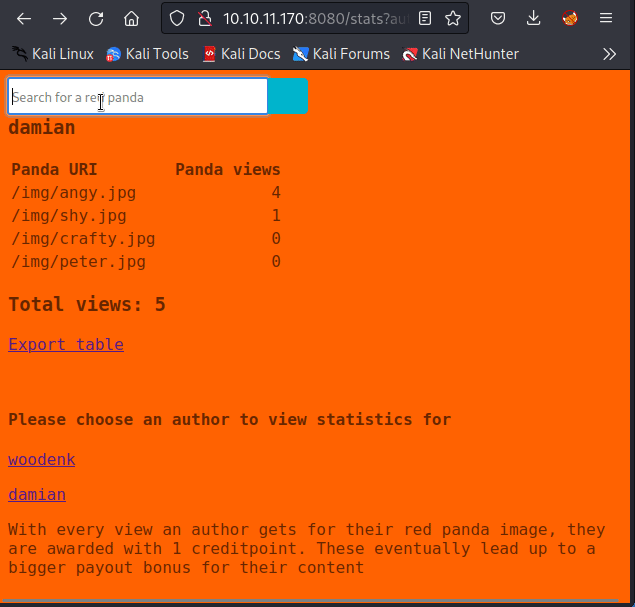 10.10.11.170:8080/stats?au
Kali Linux Kali Tools Kali Docs Kali Forums Kali NetHunter
Search for a red panda
damian
Panda URI Panda views
/img/angy.jpg 4
/img/shy.jpg 1
/img/crafty.jpg 0
/img/peter.jpg 0
Total views: 5
Export table
Please choose an author to view statistics for
woodenk
damian
With every view an author gets for their red panda image, they
are awarded with 1 creditpoint. These eventually lead up to a
bigger payout bonus for their content